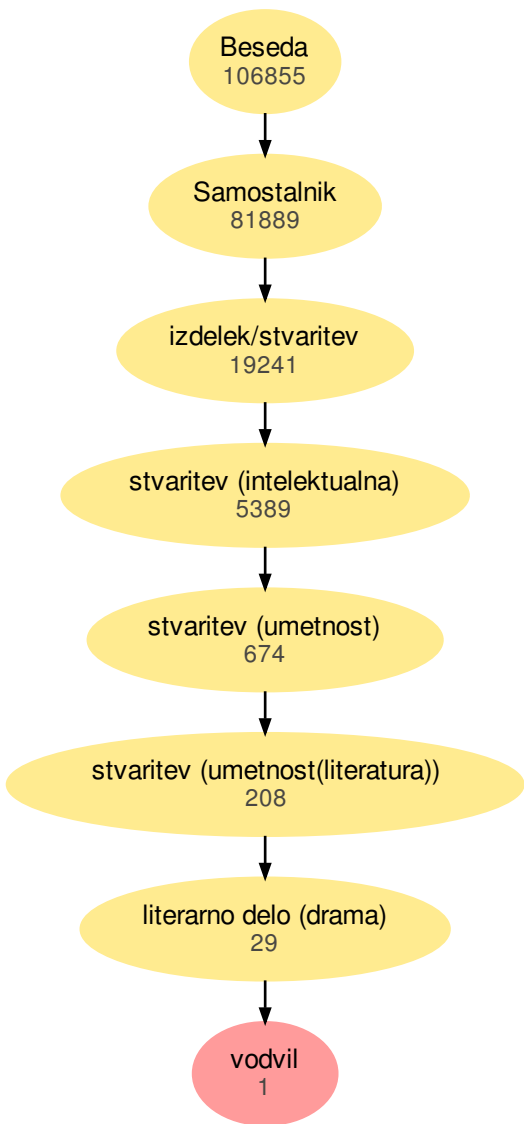 Beseda
106855
Samostalnik
81889
izdelek/stvaritev
19241
stvaritev (intelektualna)
5389
stvaritev (umetnost)
674
stvaritev (umetnost(literatura))
208
literarno delo (drama)
29
vodvil
1